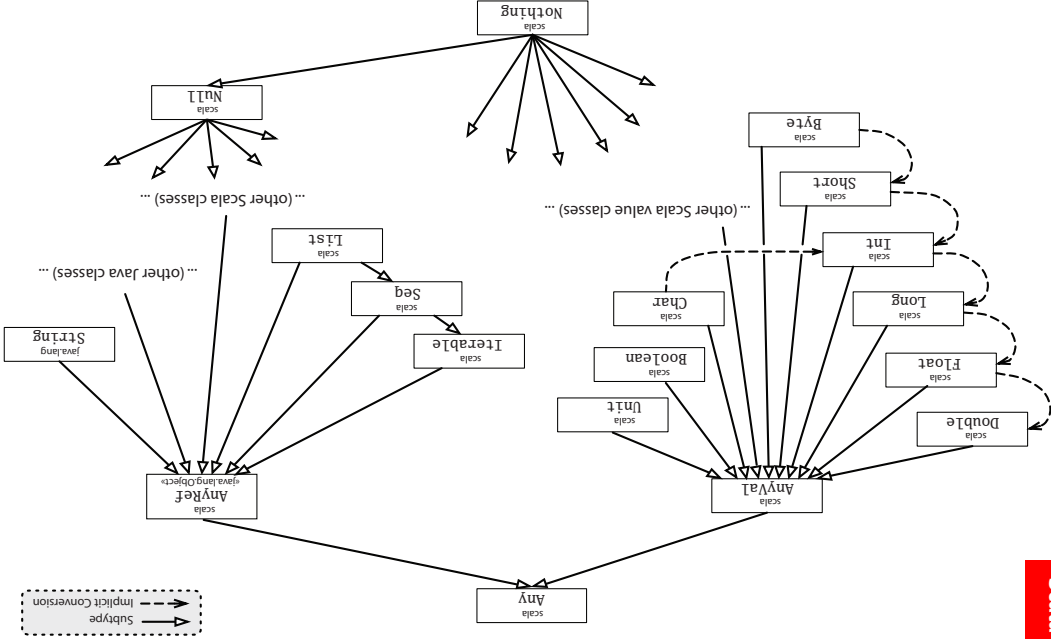 Subtype
Implicit Conversion
scala
Any
scala
AnyVal
scala
AnyRef
«java.lang.Object»
scala
Double
scala
Unit
scala
Float
scala
Boolean
scala
Long
scala
Char
scala
Int
scala
Short
scala
Byte
... (other Scala value classes) ...
scala
Iterable
scala
Seq
scala
List
java.lang
String
... (other Java classes) ...
... (other Scala classes) ...
scala
Null
scala
Nothing